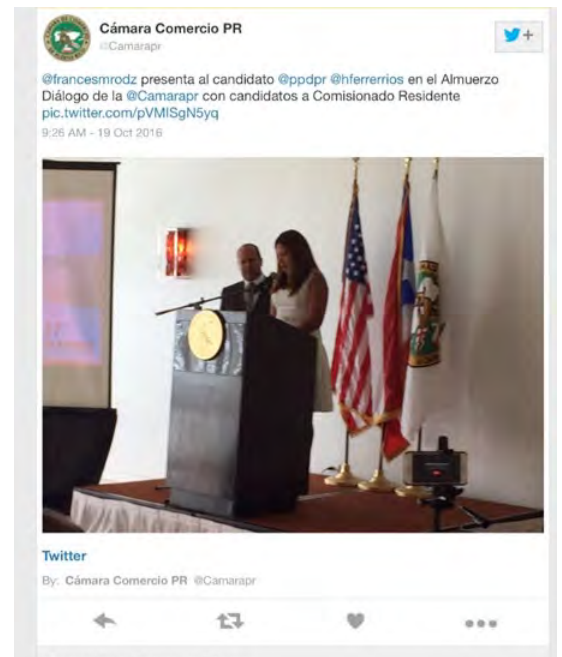 Cámara Comercio PR
@Camarapr
@francesmrodz presenta al candidato @ppdpr @hferrerrios en el Almuerzo
Diálogo de la @Camarapr con candidatos a Comisionado Residente
pic.twitter.com/pVMlSgN5yq
9:26 AM - 19 Oct 2016
Twitter
By: Cámara Comercio PR @Camarapr